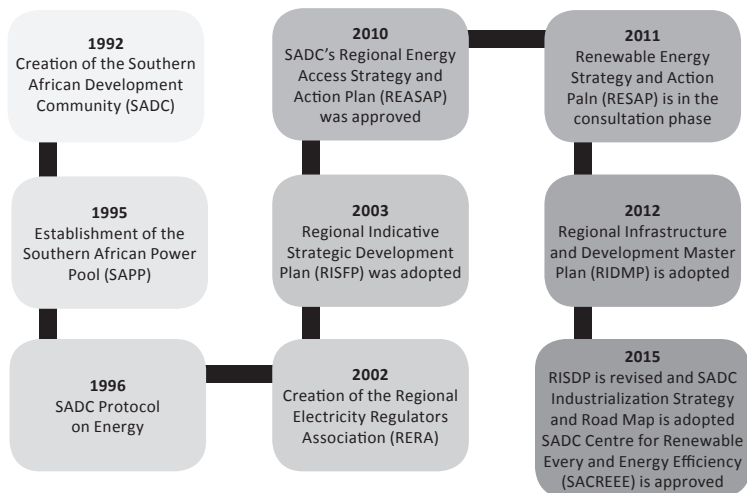 1992
Creation of the Southern
African Development
Community (SADC)
1995
Establishment of the
Southern African Power
Pool (SAPP)
1996
SADC Protocol
on Energy
2002
Creation of the Regional
Electricity Regulators
Association (RERA)
2003
Regional Indicative
Strategic Development
Plan (RISFP) was adopted
2010
SADC's Regional Energy
Access Strategy and
Action Plan (REASAP)
was approved
2011
Renewable Energy
Strategy and Action
Paln (RESAP) is in the
consultation phase
2012
Regional Infrastructure
and Development Master
Plan (RIDMP) is adopted
2015
RISDP is revised and SADC
Industrialization Strategy
and Road Map is adopted
SADC Centre for Renewable
Every and Energy Efficiency
(SACREEE) is approved